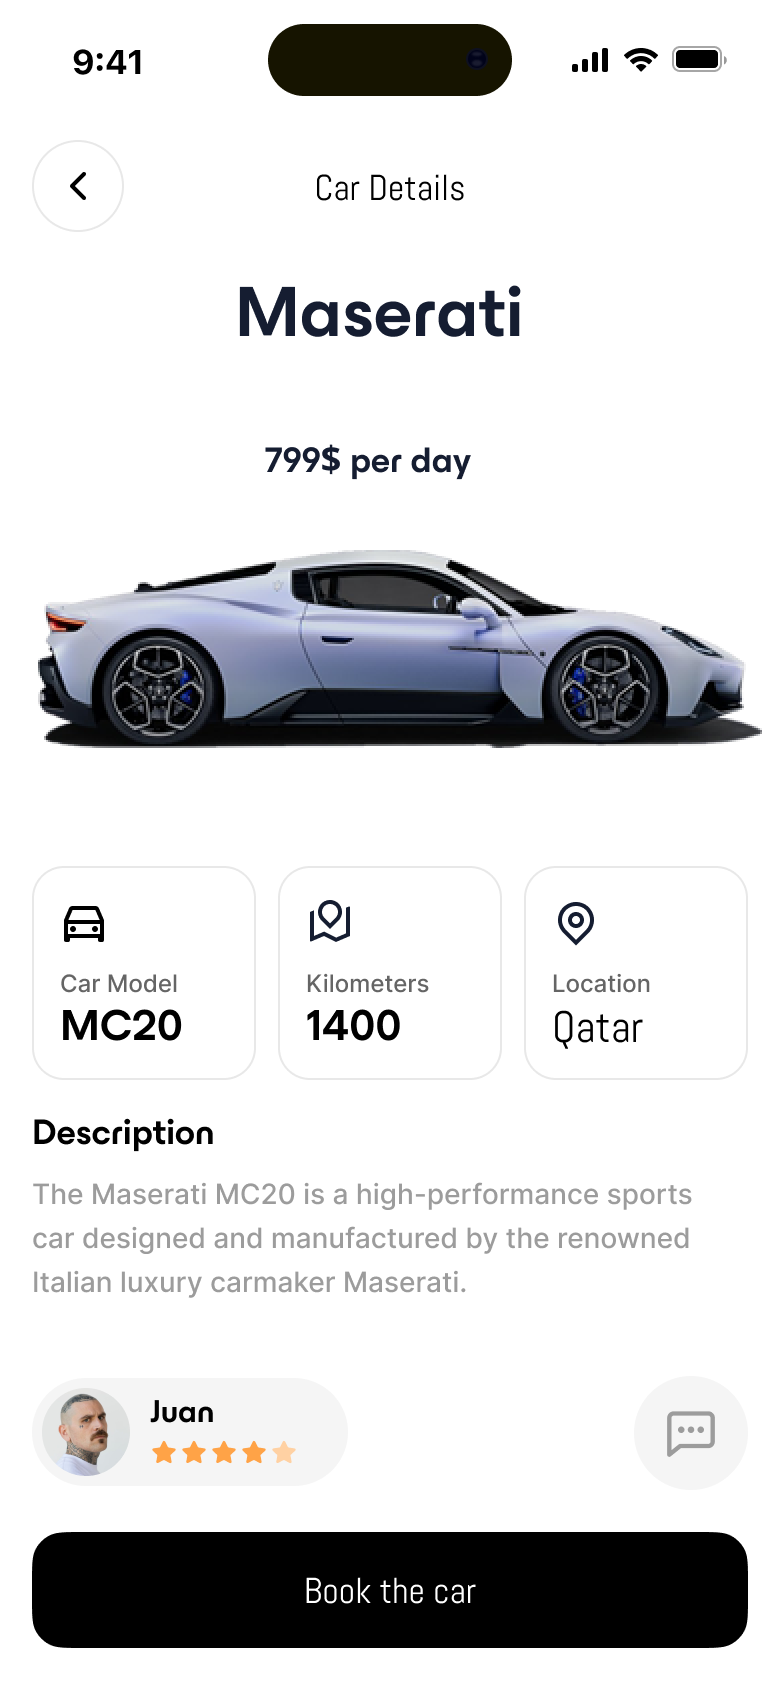 9:41
Car Details
Maserati
799$ per day
Car Model
MC20
Kilometers
1400
Location
Qatar
Description
The Maserati MC20 is a high-performance sports
car designed and manufactured by the renowned
Italian luxury carmaker Maserati.
Juan
Book the car